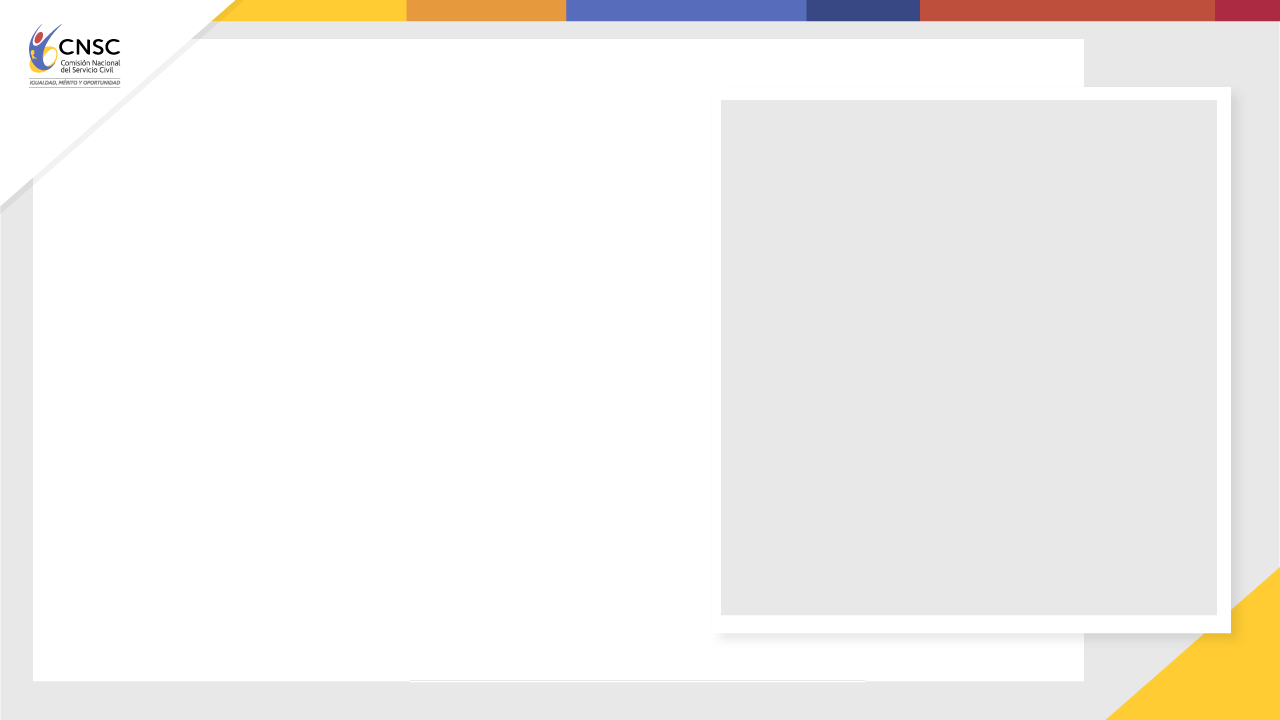 CNSC
Comisión Nacional
del Servicio Civil
IGUALDAD, MÉRITO Y OPORTUNIDAD